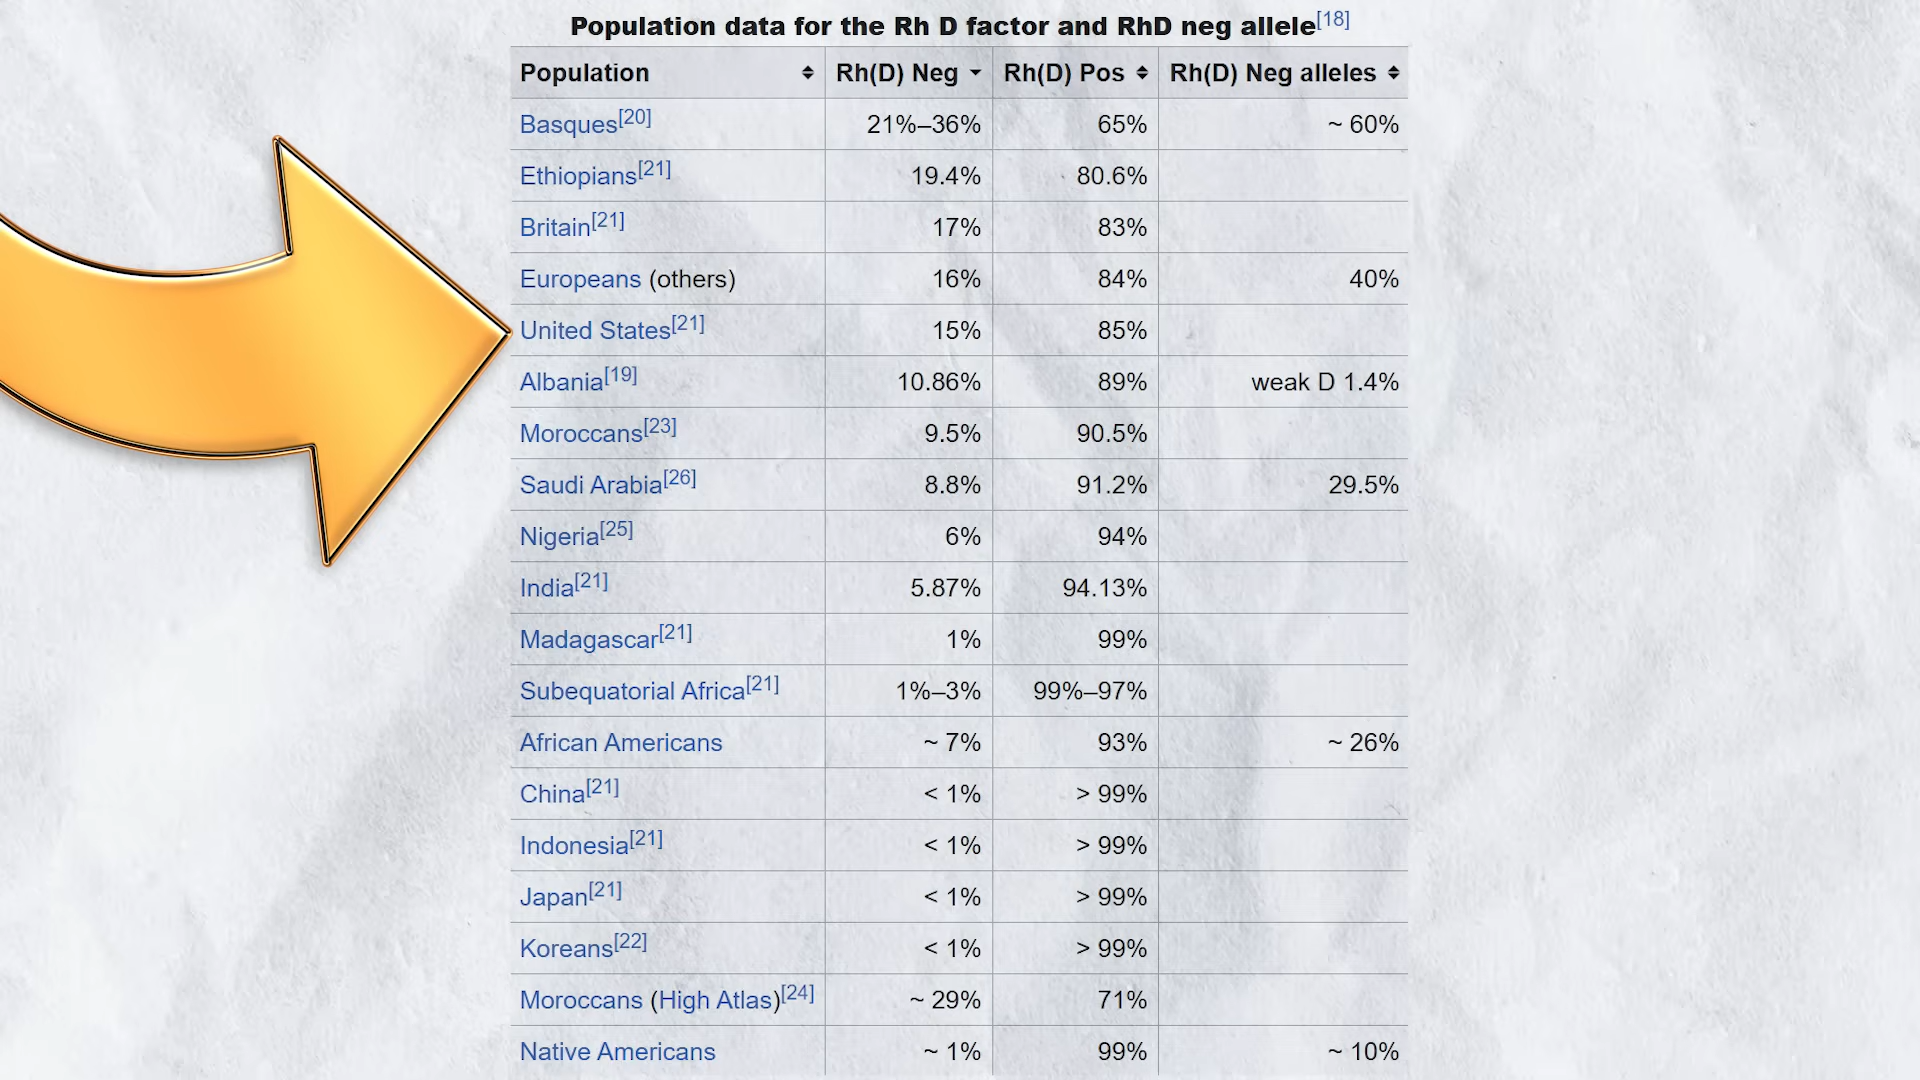 Population data for the Rh D factor and RhD neg allele[18]
Population Rh(D) Neg Rh(D) Pos Rh(D) Neg alleles
Basques[20] 21%–36% 65% ~ 60%
Ethiopians[21] 19.4% 80.6%
Britain[21] 17% 83%
Europeans (others) 16% 84% 40%
United States[21] 15% 85%
Albania[19] 10.86% 89% weak D 1.4%
Moroccans[23] 9.5% 90.5%
Saudi Arabia[26] 8.8% 91.2% 29.5%
Nigeria[25] 6% 94%
India[21] 5.87% 94.13%
Madagascar[21] 1% 99%
Subequatorial Africa[21] 1%–3% 99%–97%
African Americans ~ 7% 93% ~ 26%
China[21] < 1% > 99%
Indonesia[21] < 1% > 99%
Japan[21] < 1% > 99%
Koreans[22] < 1% > 99%
Moroccans (High Atlas)[24] ~ 29% 71%
Native Americans ~ 1% 99% ~ 10%